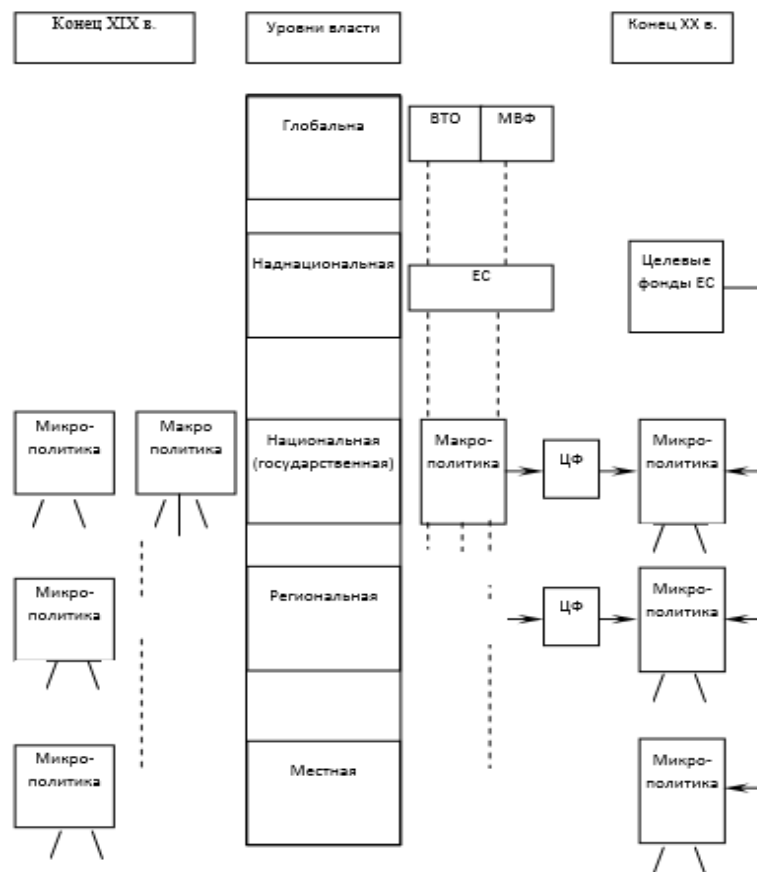 Конец XIX в.
Уровни власти
Конец XX в.
Глобальна
ВТО
МВФ
Наднациональная
ЕС
Целевые
фонды ЕС
Микро-
политика
Макро
политика
Национальная
(государственная)
Макро-
политика
ЦФ
Микро-
политика
Микро-
политика
Региональная
ЦФ
Микро-
политика
Микро-
политика
Местная
Микро-
политика